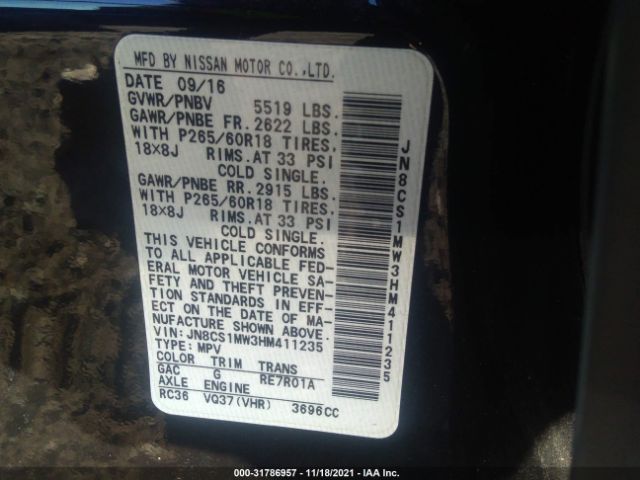 MFD BY NISSAN MOTOR CO.,LTD.
DATE 09/16
GVWR/PNBV 5519 LBS.
GAWR/PNBE FR. 2622 LBS.
WITH P265/60R18 TIRES.
18X8J RIMS. AT 33 PSI
COLD SINGLE.
GAWR/PNBE RR. 2915 LBS.
WITH P265/60R18 TIRES.
18X8J RIMS. AT 33 PSI
COLD SINGLE.
THIS VEHICLE CONFORMS
TO ALL APPLICABLE FED-
ERAL MOTOR VEHICLE SA-
FETY AND THEFT PREVEN-
TION STANDARDS IN EFF-
ECT ON THE DATE OF MA-
NUFACTURE SHOWN ABOVE.
VIN: JN8CS1MW3HM411235
TYPE: MPV
COLOR TRIM TRANS
GAC G RE7R01A
AXLE ENGINE
RC36 VQ37(VHR) 3696CC
JN8CS1MW3HM411235
000-31786957 - 11/18/2021 - IAA Inc.